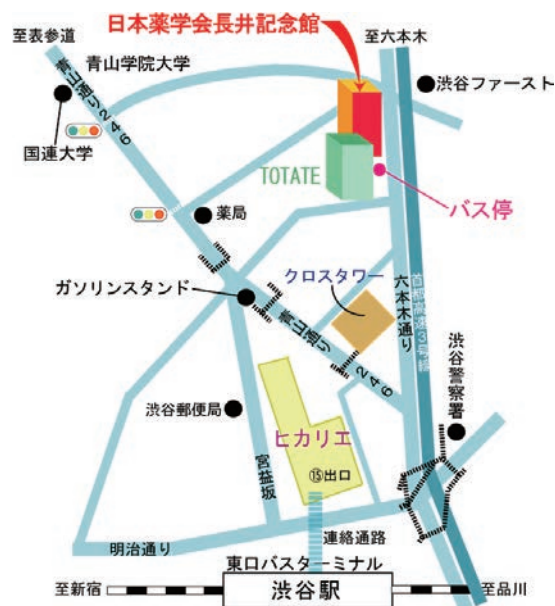 日本薬学会長井記念館
至表参道
至六本木
青山学院大学
青山通り246
渋谷ファースト
国連大学
TOTATE
バス停
薬局
クロスタワー
ガソリンスタンド
六本木通り
首都高速3号線
青山通り246
渋谷警察署
渋谷郵便局
ヒカリエ
宮益坂
⑮出口
連絡通路
明治通り
東口バスターミナル
至新宿
渋谷駅
至品川